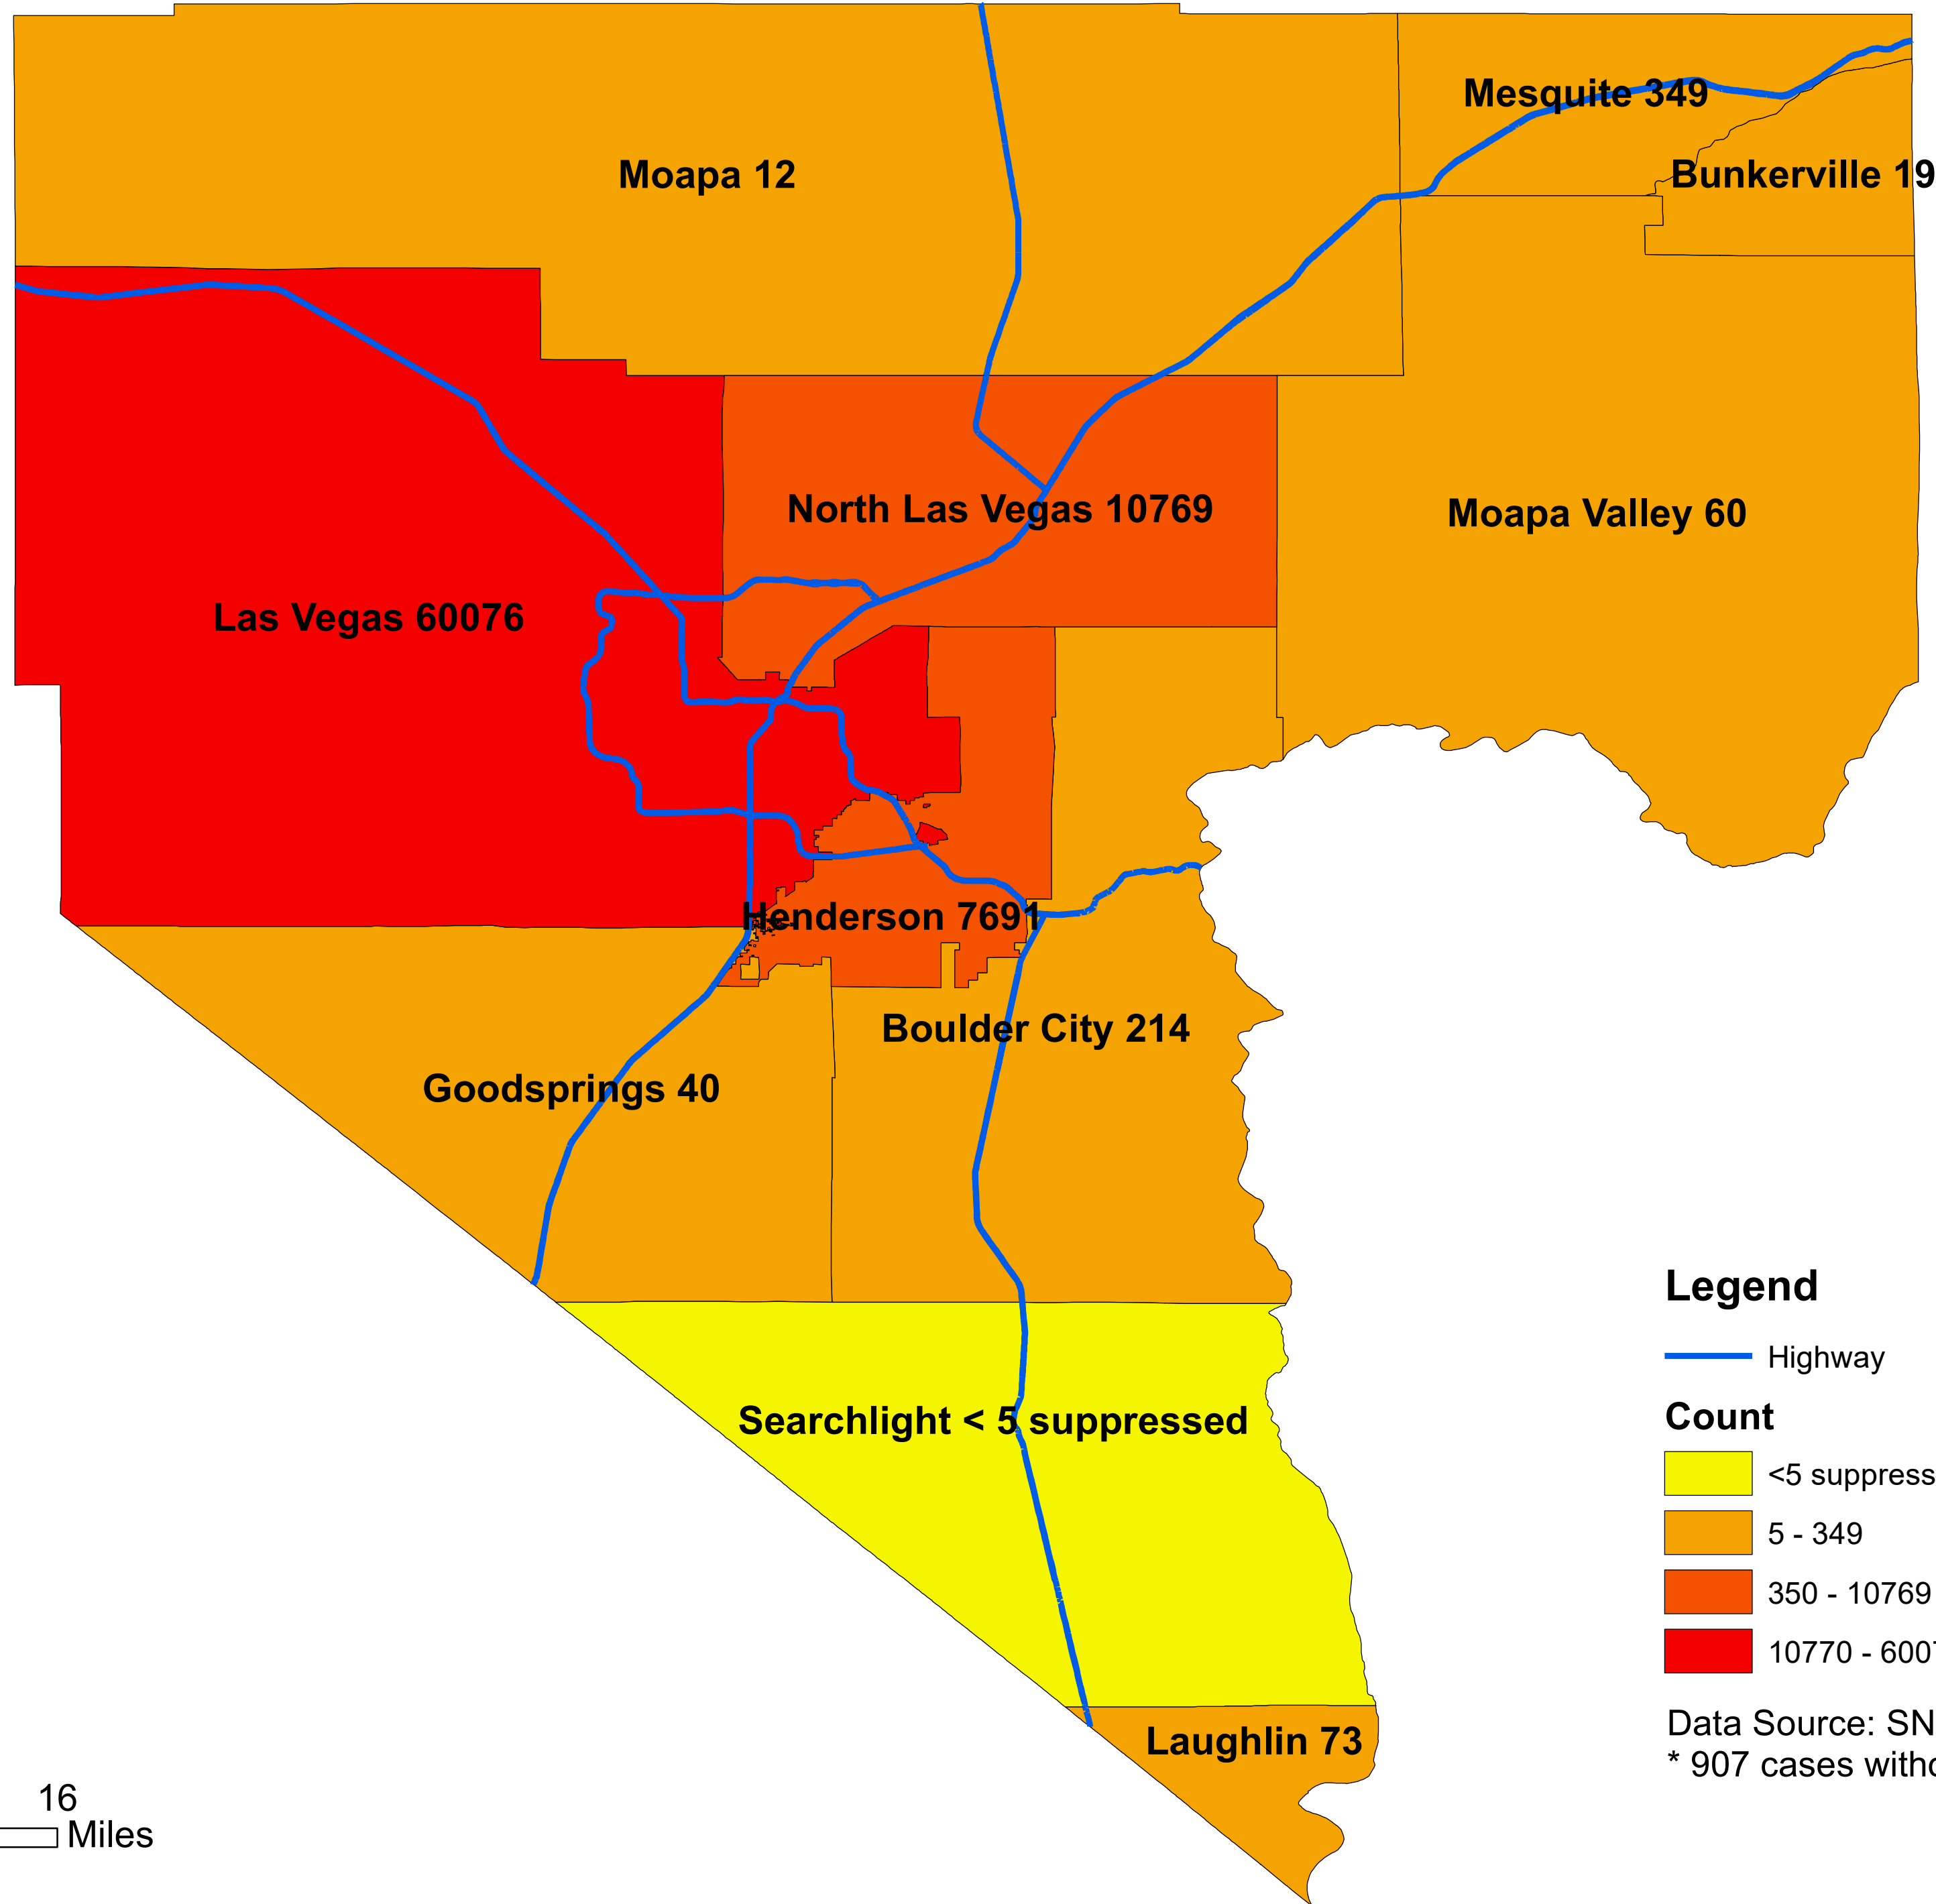 Mesquite 349
Moapa 12
Bunkerville 19
North Las Vegas 10769
Moapa Valley 60
Las Vegas 60076
Henderson 7691
Boulder City 214
Goodsprings 40
Searchlight < 5 suppressed
Laughlin 73
Legend
Highway
Count
<5 suppress
5 - 349
350 - 10769
10770 - 6007
Data Source: SN
* 907 cases witho
16
Miles